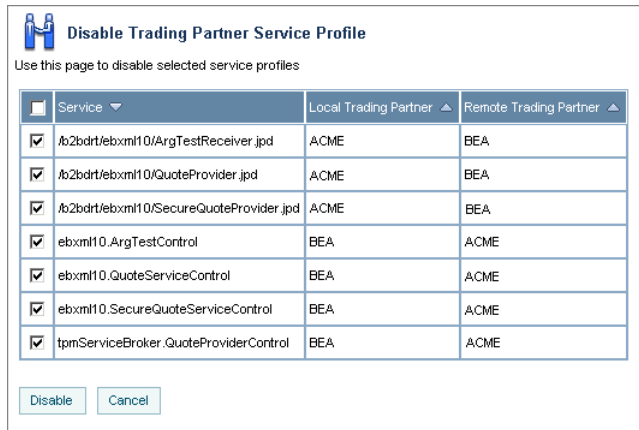 Disable Trading Partner Service Profile
Use this page to disable selected service profiles
Service Local Trading Partner Remote Trading Partner
/b2bdrt/ebxml10/ArgTestReceiver.jpd ACME BEA
/b2bdrt/ebxml10/QuoteProvider.jpd ACME BEA
/b2bdrt/ebxml10/SecureQuoteProvider.jpd ACME BEA
ebxml10.ArgTestControl BEA ACME
ebxml10.QuoteServiceControl BEA ACME
ebxml10.SecureQuoteServiceControl BEA ACME
tpmServiceBroker.QuoteProviderControl BEA ACME
Disable Cancel